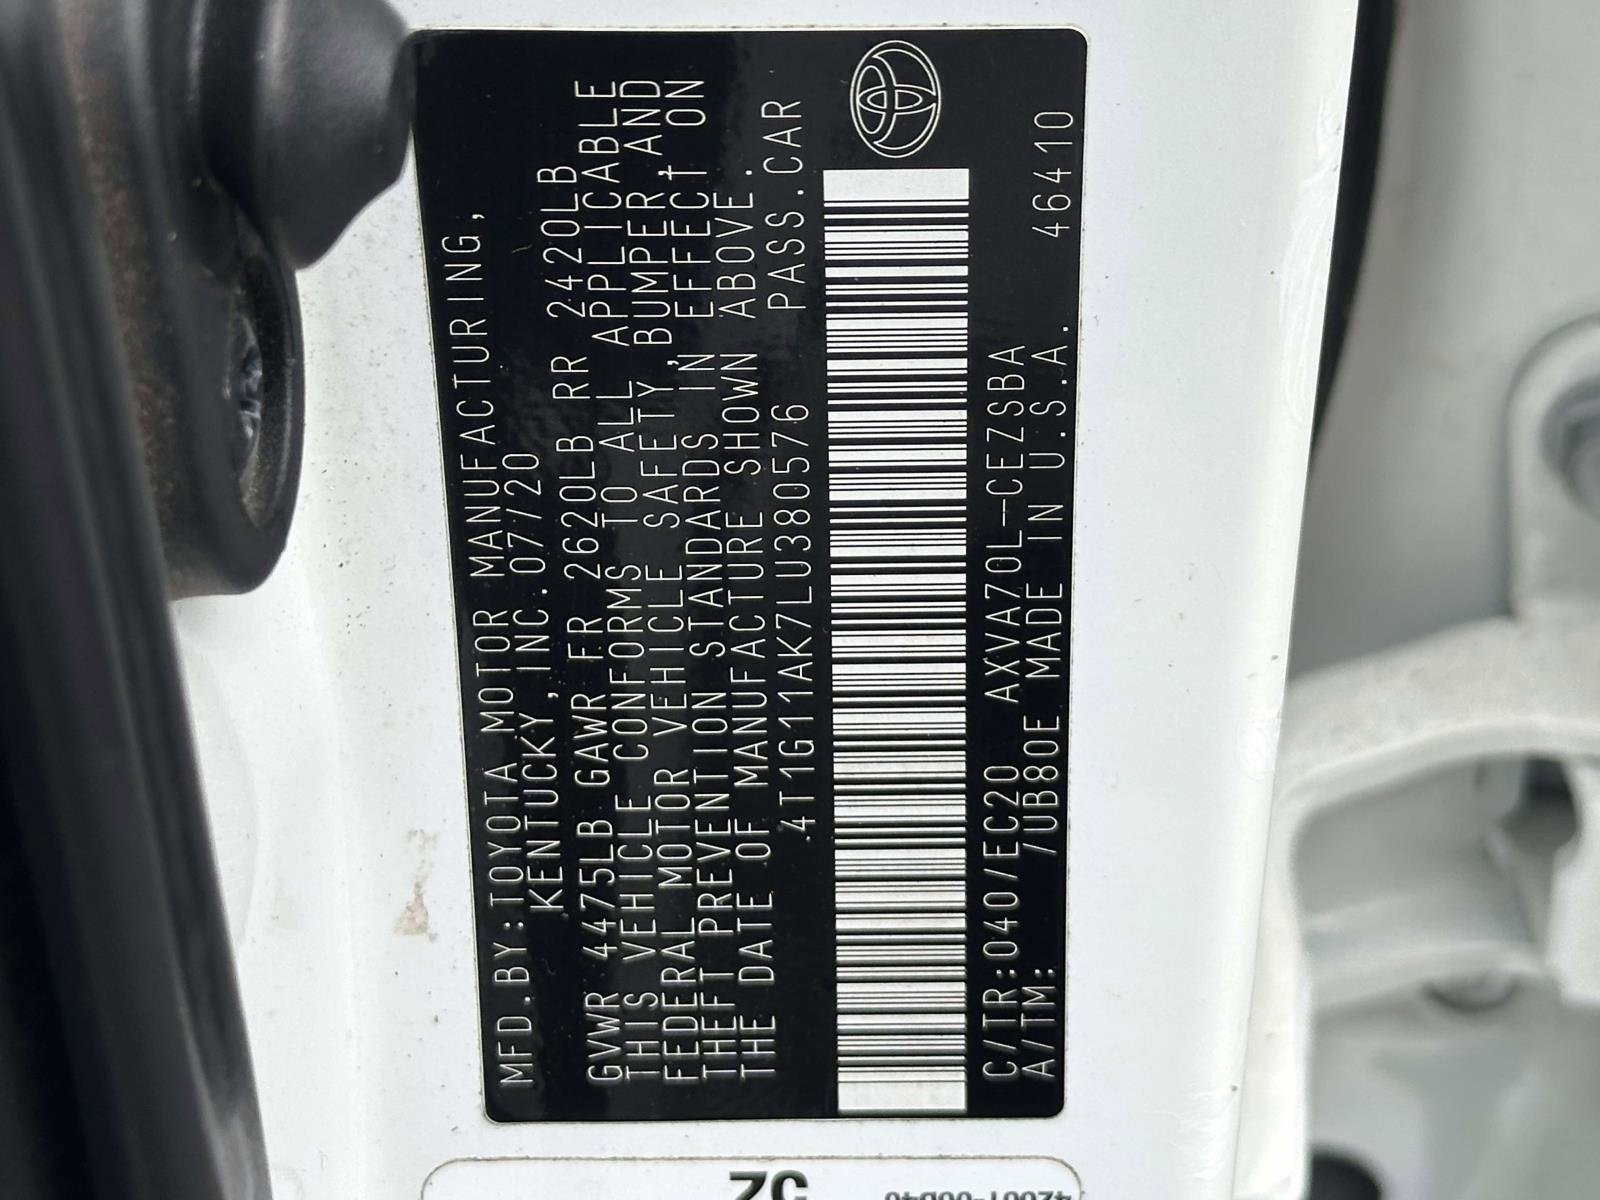 MFD.BY:TOYOTA MOTOR MANUFACTURING,
KENTUCKY,INC.07/20
GVWR 4475LB GAWR FR 2620LB RR 2420LB
THIS VEHICLE CONFORMS TO ALL APPLICABLE
FEDERAL MOTOR VEHICLE SAFETY, BUMPER, AND
THEFT PREVENTION STANDARDS IN EFFECT ON
THE DATE OF MANUFACTURE SHOWN ABOVE.
4T1G11AK7LU380576 PASS.CAR
C/TR:040/EC20 AXVA70L-CEZSBA 46410
A/TM: /UB80E MADE IN U.S.A.